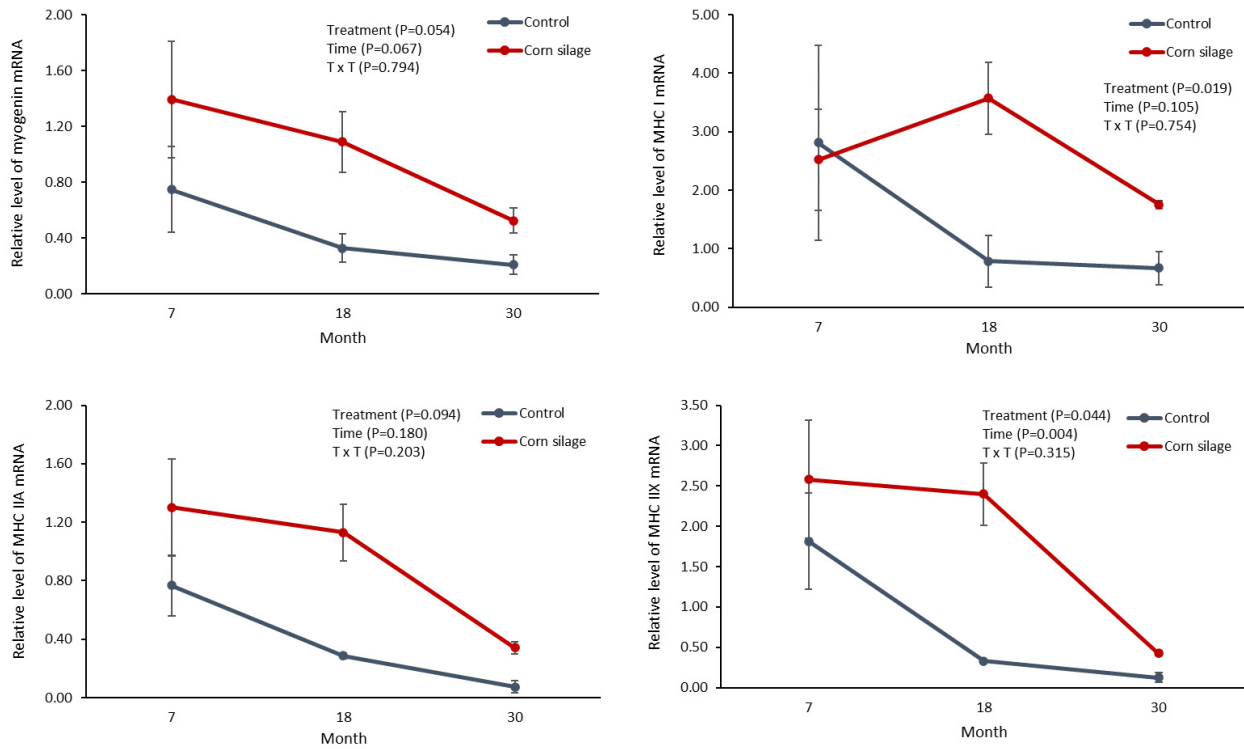 Relative level of myogenin mRNA
2.00
1.60
1.20
0.80
0.40
0.00
7
18
30
Month
Treatment (P=0.054)
Time (P=0.067)
T x T (P=0.794)
Control
Corn silage
Relative level of MHC I mRNA
5.00
4.00
3.00
2.00
1.00
0.00
7
18
30
Month
Control
Corn silage
Treatment (P=0.019)
Time (P=0.105)
T x T (P=0.754)
Relative level of MHC IIA mRNA
2.00
1.60
1.20
0.80
0.40
0.00
7
18
30
Month
Treatment (P=0.094)
Time (P=0.180)
T x T (P=0.203)
Control
Corn silage
Relative level of MHC IIX mRNA
3.50
3.00
2.50
2.00
1.50
1.00
0.50
0.00
7
18
30
Month
Treatment (P=0.044)
Time (P=0.004)
T x T (P=0.315)
Control
Corn silage